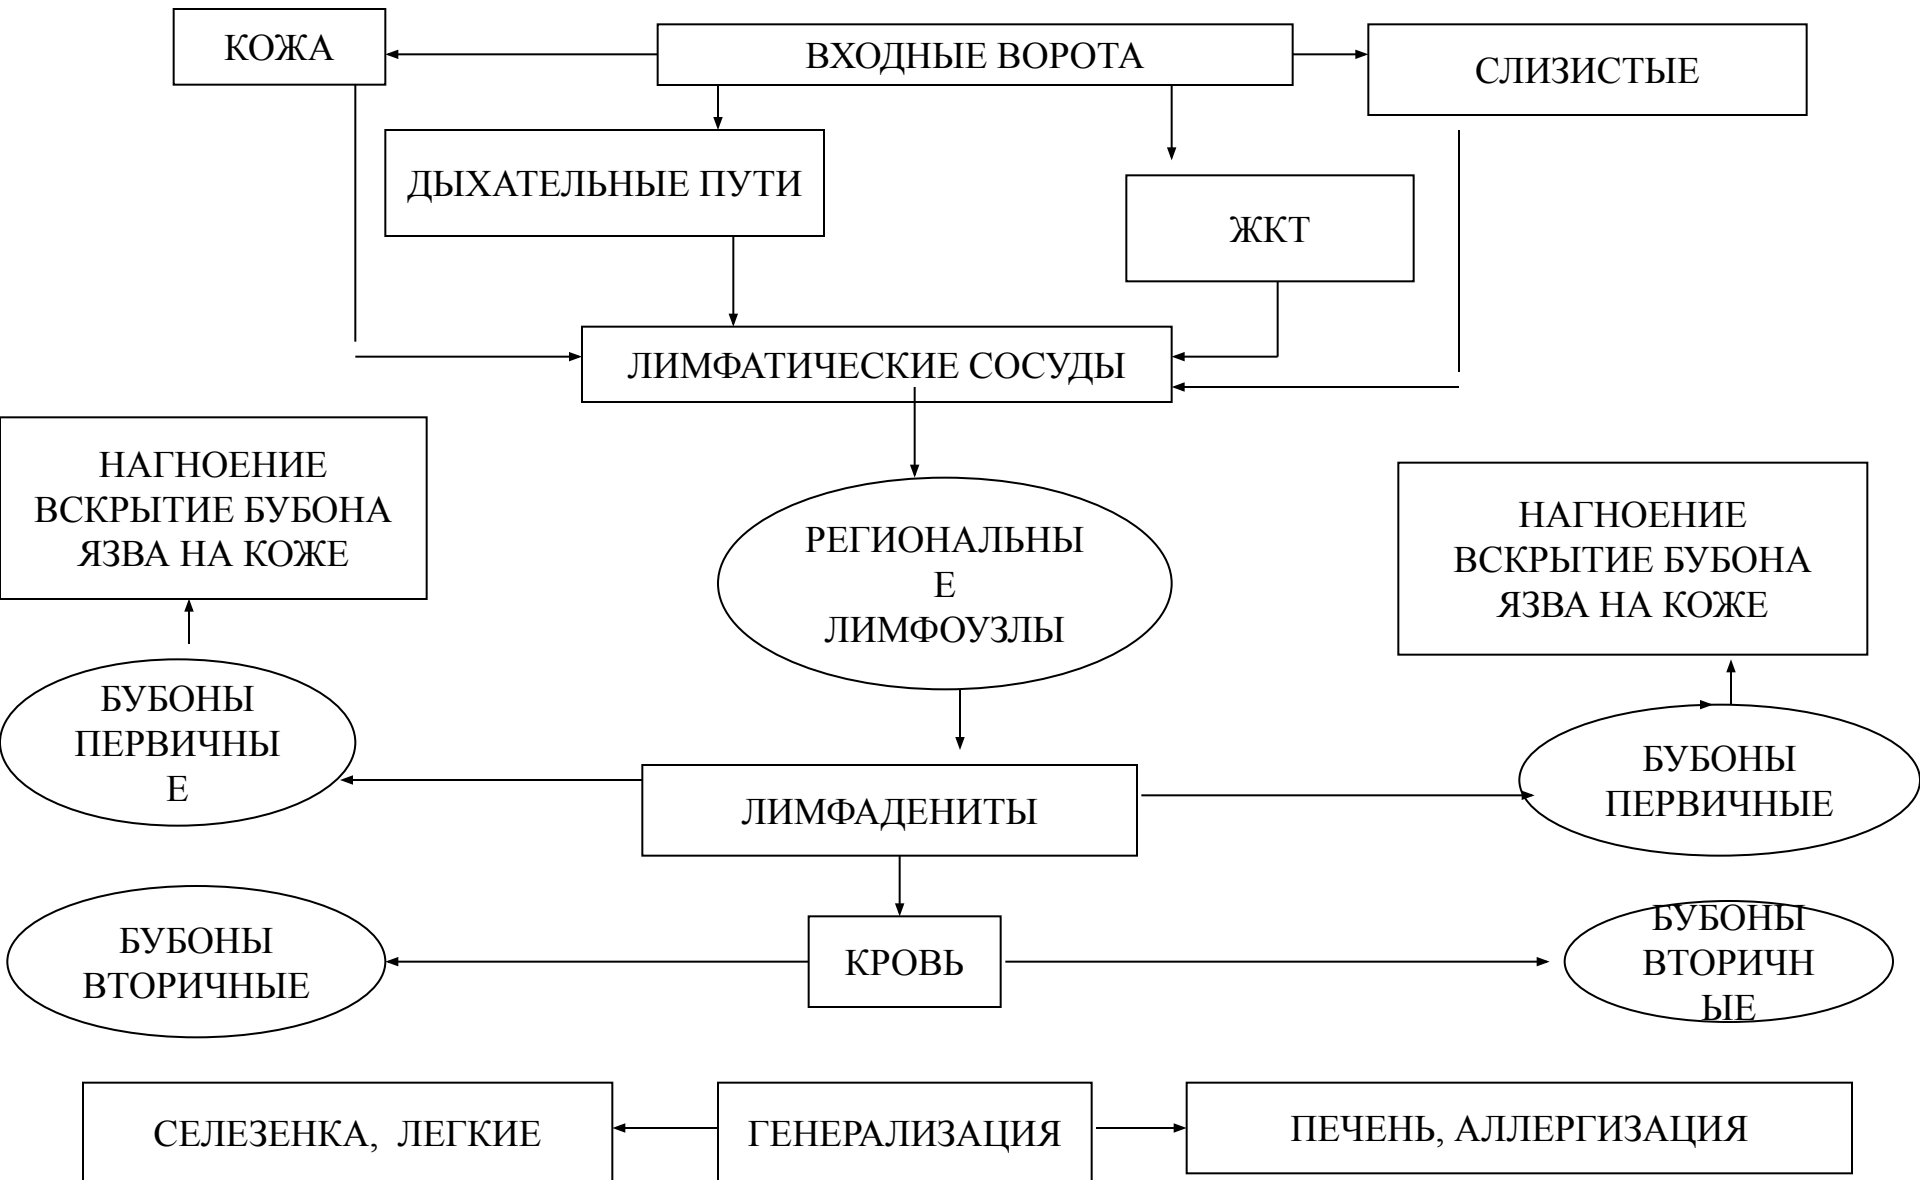 КОЖА
ВХОДНЫЕ ВОРОТА
СЛИЗИСТЫЕ
ДЫХАТЕЛЬНЫЕ ПУТИ
ЖКТ
ЛИМФАТИЧЕСКИЕ СОСУДЫ
НАГНОЕНИЕ
ВСКРЫТИЕ БУБОНА
ЯЗВА НА КОЖЕ
РЕГИОНАЛЬНЫ
Е
ЛИМФОУЗЛЫ
НАГНОЕНИЕ
ВСКРЫТИЕ БУБОНА
ЯЗВА НА КОЖЕ
БУБОНЫ
ПЕРВИЧНЫ
Е
ЛИМФАДЕНИТЫ
БУБОНЫ
ПЕРВИЧНЫЕ
БУБОНЫ
ВТОРИЧНЫЕ
КРОВЬ
БУБОНЫ
ВТОРИЧН
ЫЕ
СЕЛЕЗЕНКА, ЛЕГКИЕ
ГЕНЕРАЛИЗАЦИЯ
ПЕЧЕНЬ, АЛЛЕРГИЗАЦИЯ